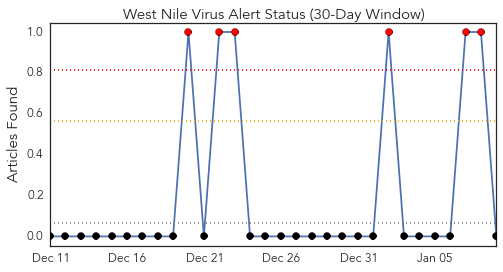 West Nile Virus Alert Status (30-Day Window)
Articles Found
1.0
0.8
0.6
0.4
0.2
0.0
Dec 11 Dec 16 Dec 21 Dec 26 Dec 31 Jan 05